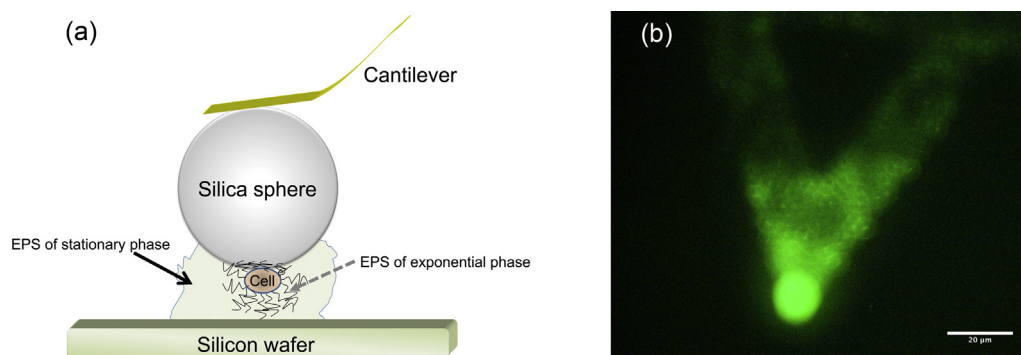 (a)
Cantilever
Silica sphere
EPS of stationary phase
EPS of exponential phase
Cell
Silicon wafer
(b)
20 µm